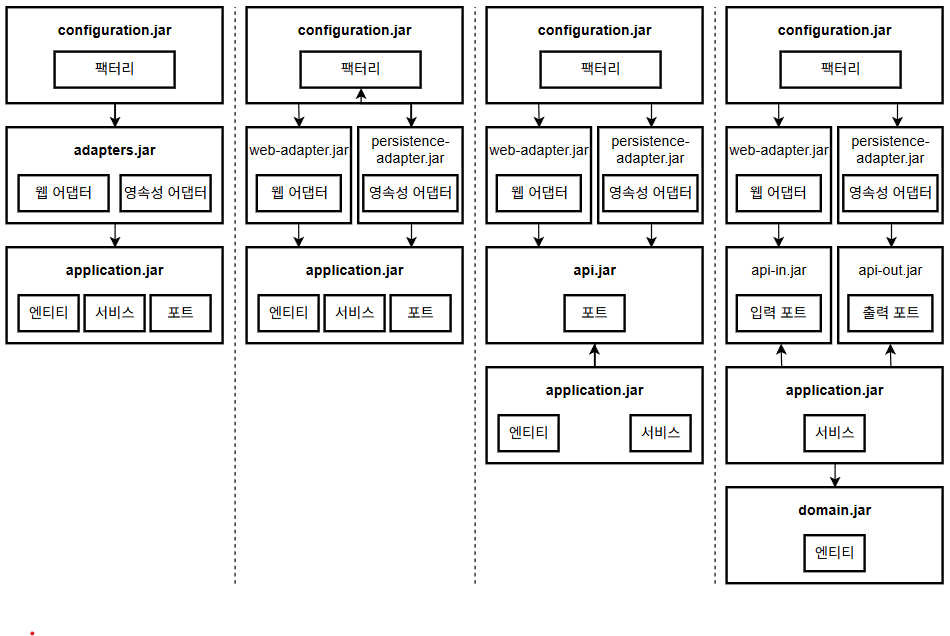 configuration.jar
팩터리
adapters.jar
웹 어댑터
영속성 어댑터
application.jar
엔티티
서비스
포트
configuration.jar
팩터리
web-adapter.jar
웹 어댑터
persistence-
adapter.jar
영속성 어댑터
application.jar
엔티티
서비스
포트
configuration.jar
팩터리
web-adapter.jar
웹 어댑터
persistence-
adapter.jar
영속성 어댑터
api.jar
포트
application.jar
엔티티
서비스
configuration.jar
팩터리
web-adapter.jar
웹 어댑터
persistence-
adapter.jar
영속성 어댑터
api-in.jar
입력 포트
api-out.jar
출력 포트
application.jar
서비스
domain.jar
엔티티